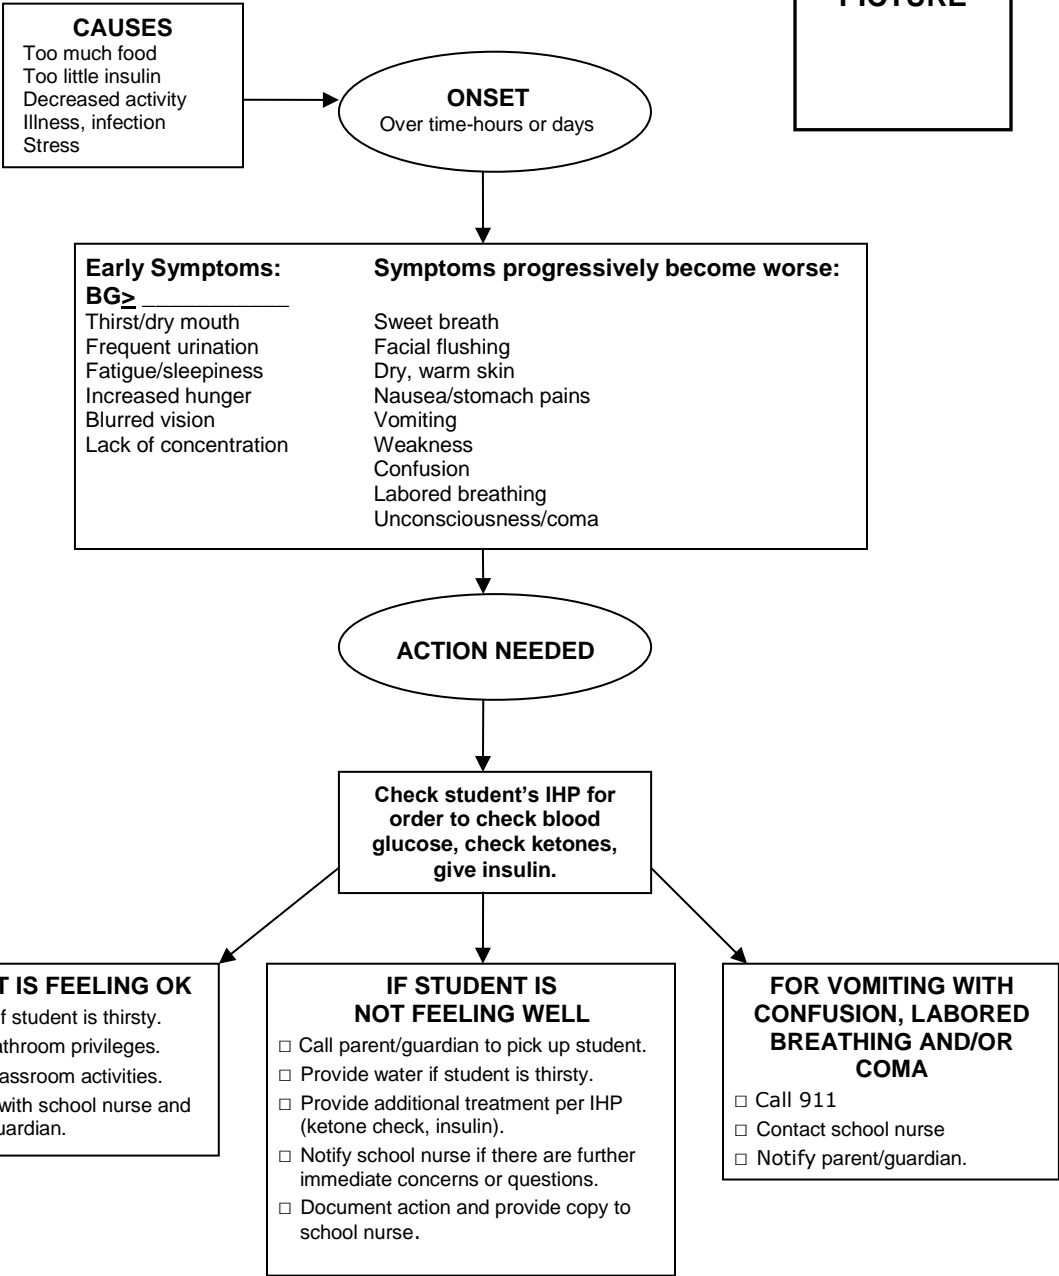 PICTURE
CAUSES
Too much food
Too little insulin
Decreased activity
Illness, infection
Stress
ONSET
Over time-hours or days
Early Symptoms:
BG≥ ___________
Thirst/dry mouth
Frequent urination
Fatigue/sleepiness
Increased hunger
Blurred vision
Lack of concentration
Symptoms progressively become worse:
Sweet breath
Facial flushing
Dry, warm skin
Nausea/stomach pains
Vomiting
Weakness
Confusion
Labored breathing
Unconsciousness/coma
ACTION NEEDED
Check student's IHP for
order to check blood
glucose, check ketones,
give insulin.
T IS FEELING OK
f student is thirsty.
athroom privileges.
assroom activities.
with school nurse and
uardian.
IF STUDENT IS
NOT FEELING WELL
□ Call parent/guardian to pick up student.
□ Provide water if student is thirsty.
□ Provide additional treatment per IHP
(ketone check, insulin).
□ Notify school nurse if there are further
immediate concerns or questions.
□ Document action and provide copy to
school nurse.
FOR VOMITING WITH
CONFUSION, LABORED
BREATHING AND/OR
COMA
□ Call 911
□ Contact school nurse
□ Notify parent/guardian.